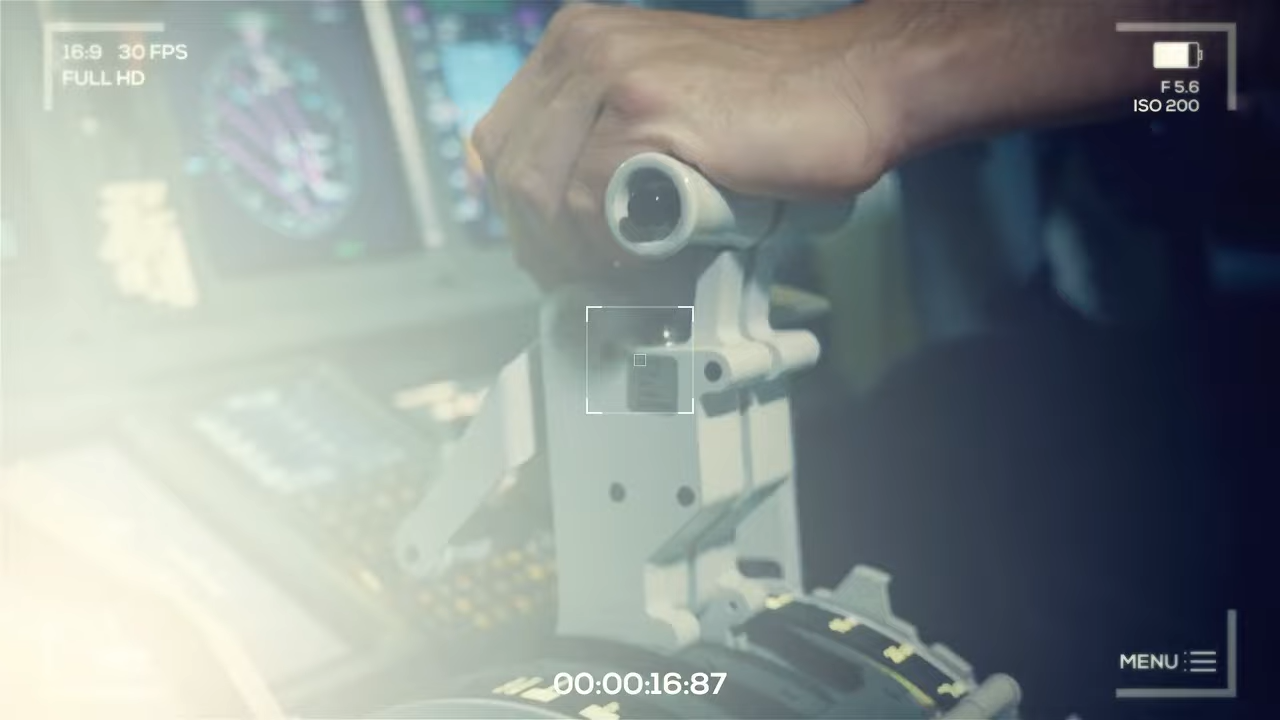 16:9 30 FPS
FULL HD
F 5.6
ISO 200
MENU
00:00:16:87